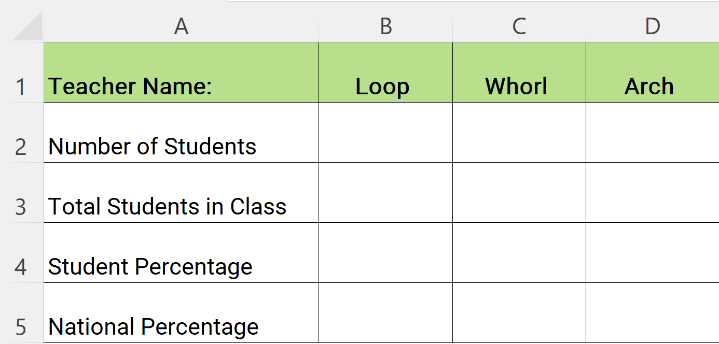 A B C D
1 Teacher Name: Loop Whorl Arch
2 Number of Students
3 Total Students in Class
4 Student Percentage
5 National Percentage